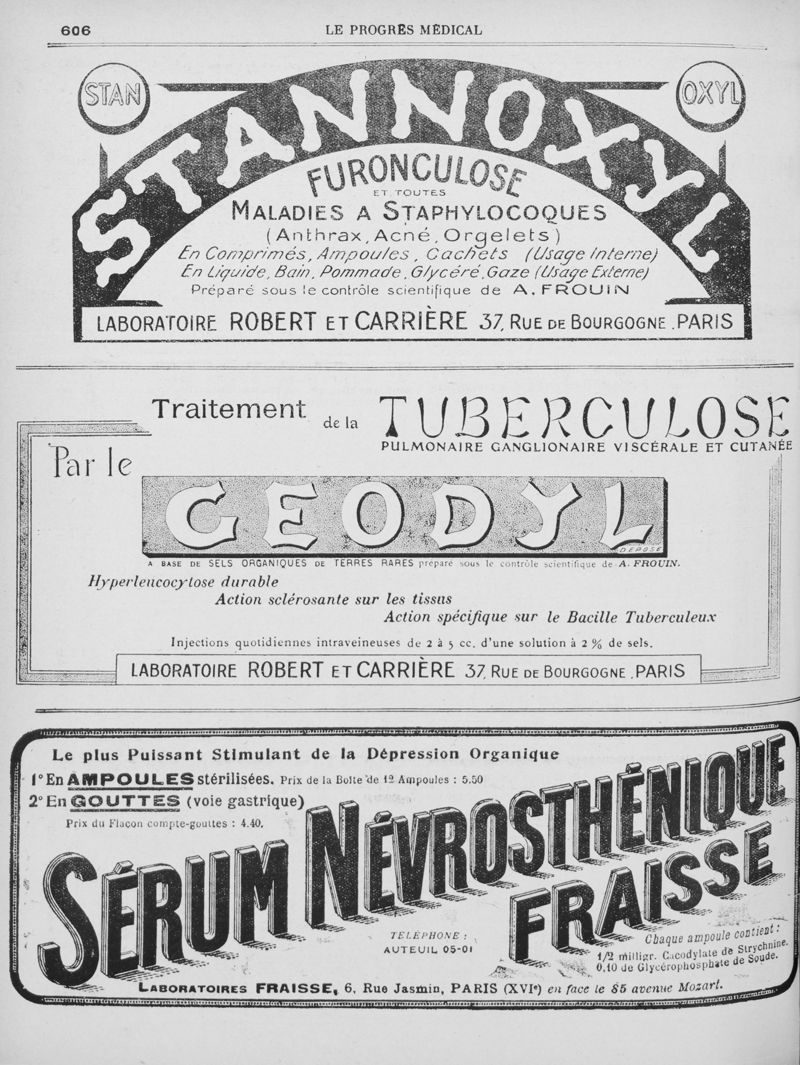 606
LE PROGRÈS MÉDICAL
STAN
OXYL
STANNOXYL
FURONCULOSE
ET TOUTES
MALADIES A STAPHYLOCOQUES
(Anthrax, Acné, Orgelets)
En Comprimés, Ampoules, Cachets (Usage Interne)
En Liquide, Bain, Pommade, Glycéré, Gaze (Usage Externe)
Préparé sous le contrôle scientifique de A. FROUIN
LABORATOIRE ROBERT ET CARRIÈRE 37, RUE DE BOURGOGNE . PARIS
Traitement de la TUBERCULOSE
PULMONAIRE GANGLIONAIRE VISCÉRALE ET CUTANÉE
Par le
GEODYL
DEROSE
A BASE DE SELS ORGANIQUES DE TERRES RARES préparé sous le contrôle scientifique de A. FROUIN.
Hyperleucocytose durable
Action sclérosante sur les tissus
Action spécifique sur le Bacille Tuberculeux
Injections quotidiennes intraveineuses de 2 à 5 cc. d'une solution à 2 % de sels.
LABORATOIRE ROBERT ET CARRIÈRE 37, RUE DE BOURGOGNE . PARIS
Le plus Puissant Stimulant de la Dépression Organique
1° En AMPOULES stérilisées. Prix de la Boîte de 12 Ampoules : 5.50
2° En GOUTTES (voie gastrique)
Prix du Flacon compte-gouttes : 4.40.
SÉRUM NÉVROSTHÉNIQUE
FRAISSE
TÉLÉPHONE :
AUTEUIL 05-01
Chaque ampoule contient :
1/2 milligr. Cacodylate de Strychnine.
0,10 de Glycérophosphate de Soude.
LABORATOIRES FRAISSE, 6, Rue Jasmin, PARIS (XVIe) en face le 85 avenue Mozart.